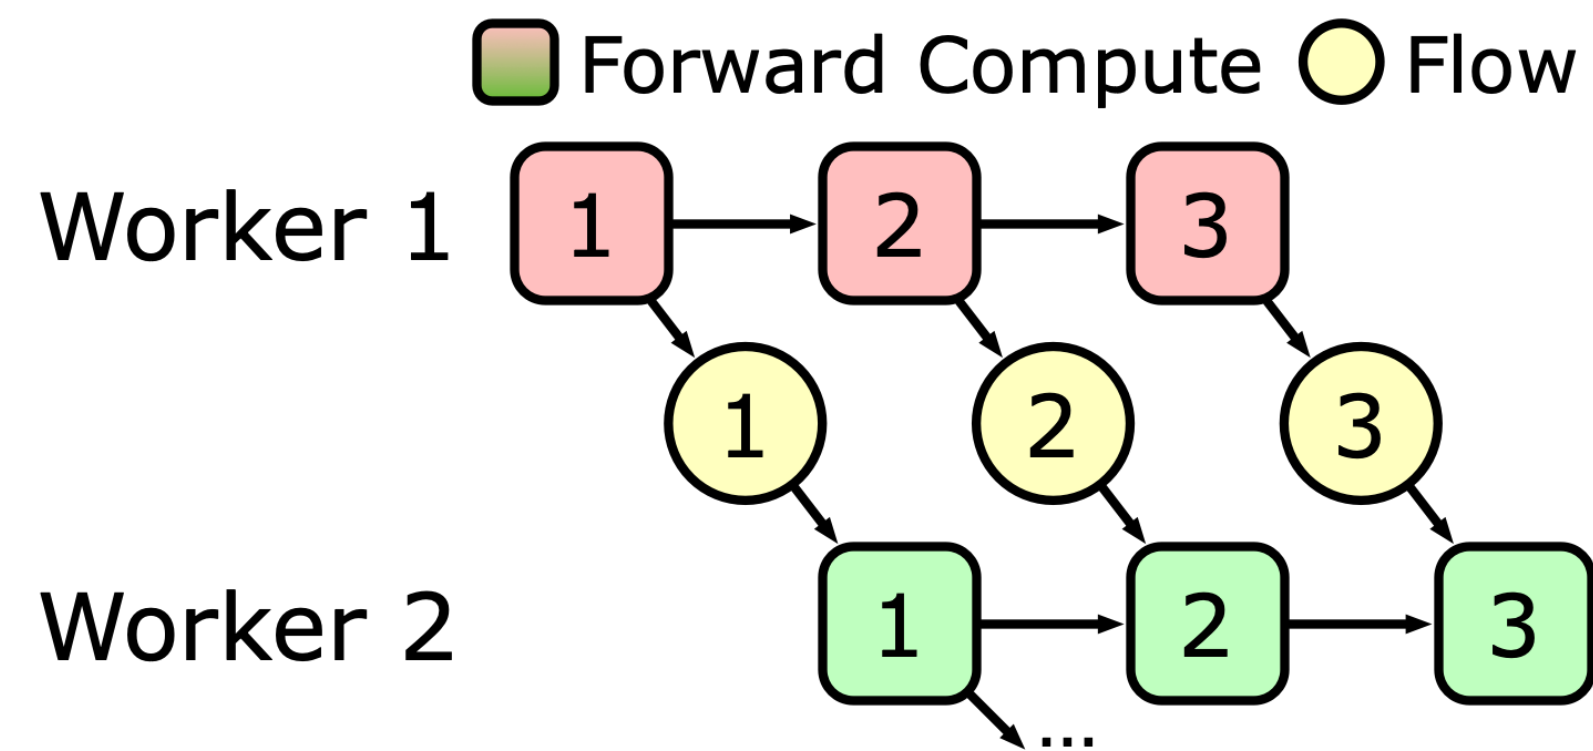 Forward Compute Flow
Worker 1 1 2 3
1 2 3
Worker 2 1 2 3
...